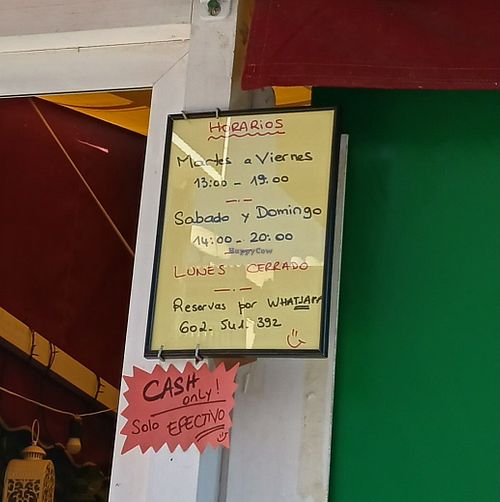 HORARIOS
Martes a Viernes
13:00 - 19:00
Sabado y Domingo
14:00 - 20:00
HappyCow
LUNES CERRADO
Reservas por WHATSAPP
602 541 392
CASH
only!
Solo EFECTIVO